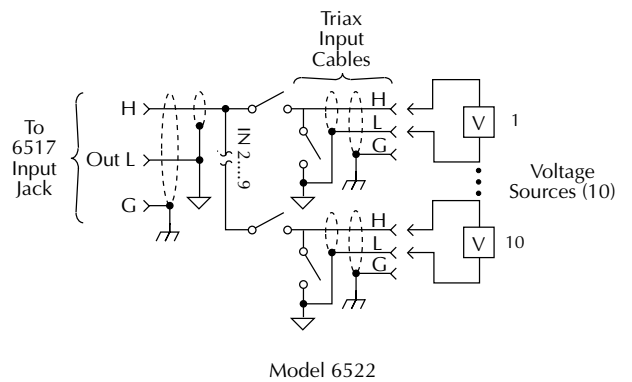 Triax
Input
Cables
To
6517
Input
Jack
H
Out L
G
IN 2....9
H
L
G
V
1
Voltage
Sources (10)
H
L
G
V
10
Model 6522